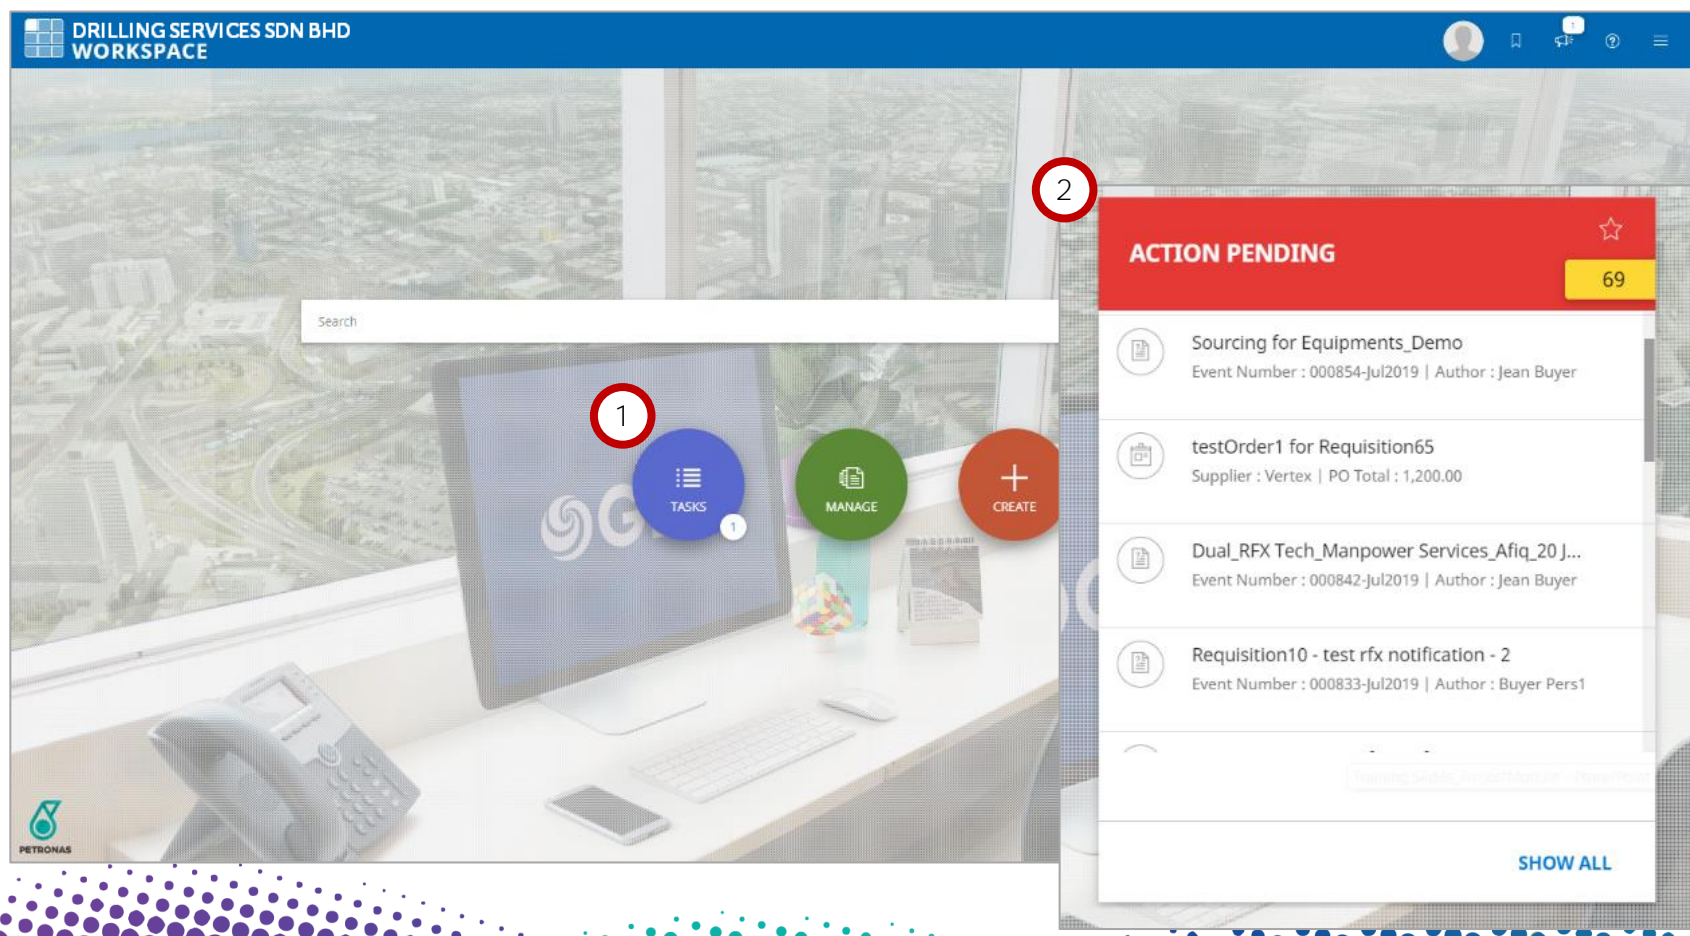 DRILLING SERVICES SDN BHD
WORKSPACE
1
2
ACTION PENDING
69
Search
Sourcing for Equipments_Demo
Event Number : 000854-Jul2019 | Author : Jean Buyer
1
testOrder1 for Requisition65
Supplier : Vertex | PO Total : 1,200.00
TASKS
1
MANAGE
CREATE
Dual_RFX Tech_Manpower Services_Afiq_20 J...
Event Number : 000842-Jul2019 | Author : Jean Buyer
Requisition10 - test rfx notification - 2
Event Number : 000833-Jul2019 | Author : Buyer Pers1
PETRONAS
SHOW ALL